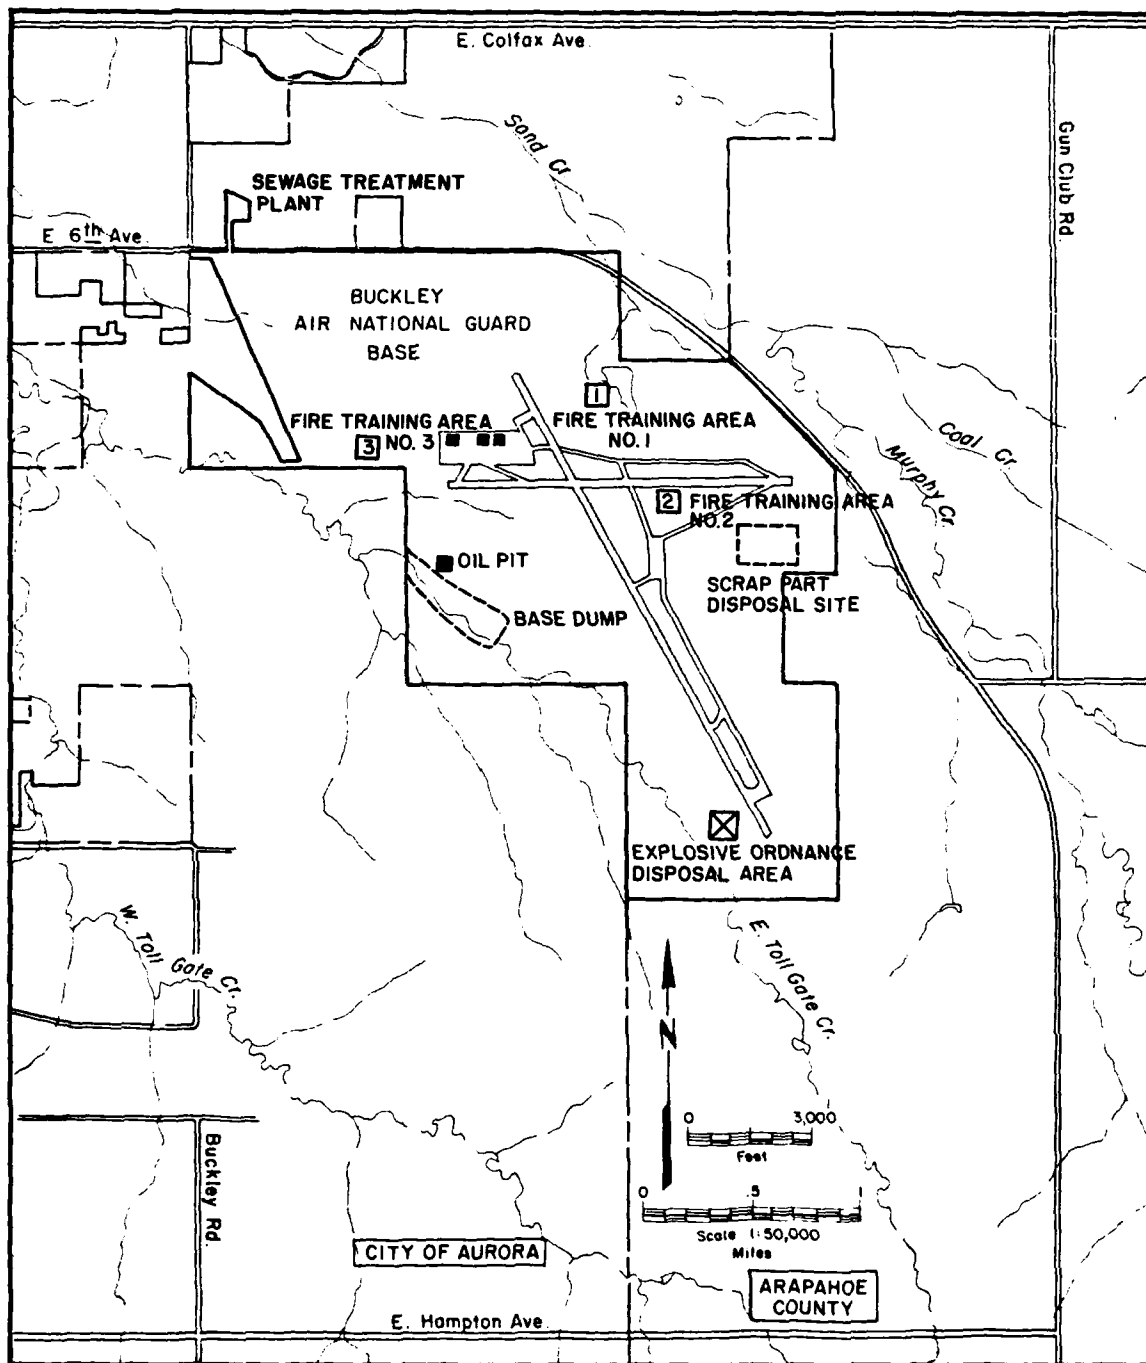 E. Colfax Ave.
Sand Cr
Gun Club Rd.
SEWAGE TREATMENT
PLANT
E 6th Ave.
BUCKLEY
AIR NATIONAL GUARD
BASE
1
FIRE TRAINING AREA
NO. 1
FIRE TRAINING AREA
3 NO. 3
Coal Cr.
Murphy Cr.
2 FIRE TRAINING AREA
NO. 2
OIL PIT
SCRAP PART
DISPOSAL SITE
BASE DUMP
EXPLOSIVE ORDNANCE
DISPOSAL AREA
W. Toll Gate Cr.
E. Toll Gate Cr.
N
0 3,000
Feet
0 .5 1
Scale 1:50,000
Miles
Buckley Rd.
CITY OF AURORA
ARAPAHOE
COUNTY
E. Hampton Ave.